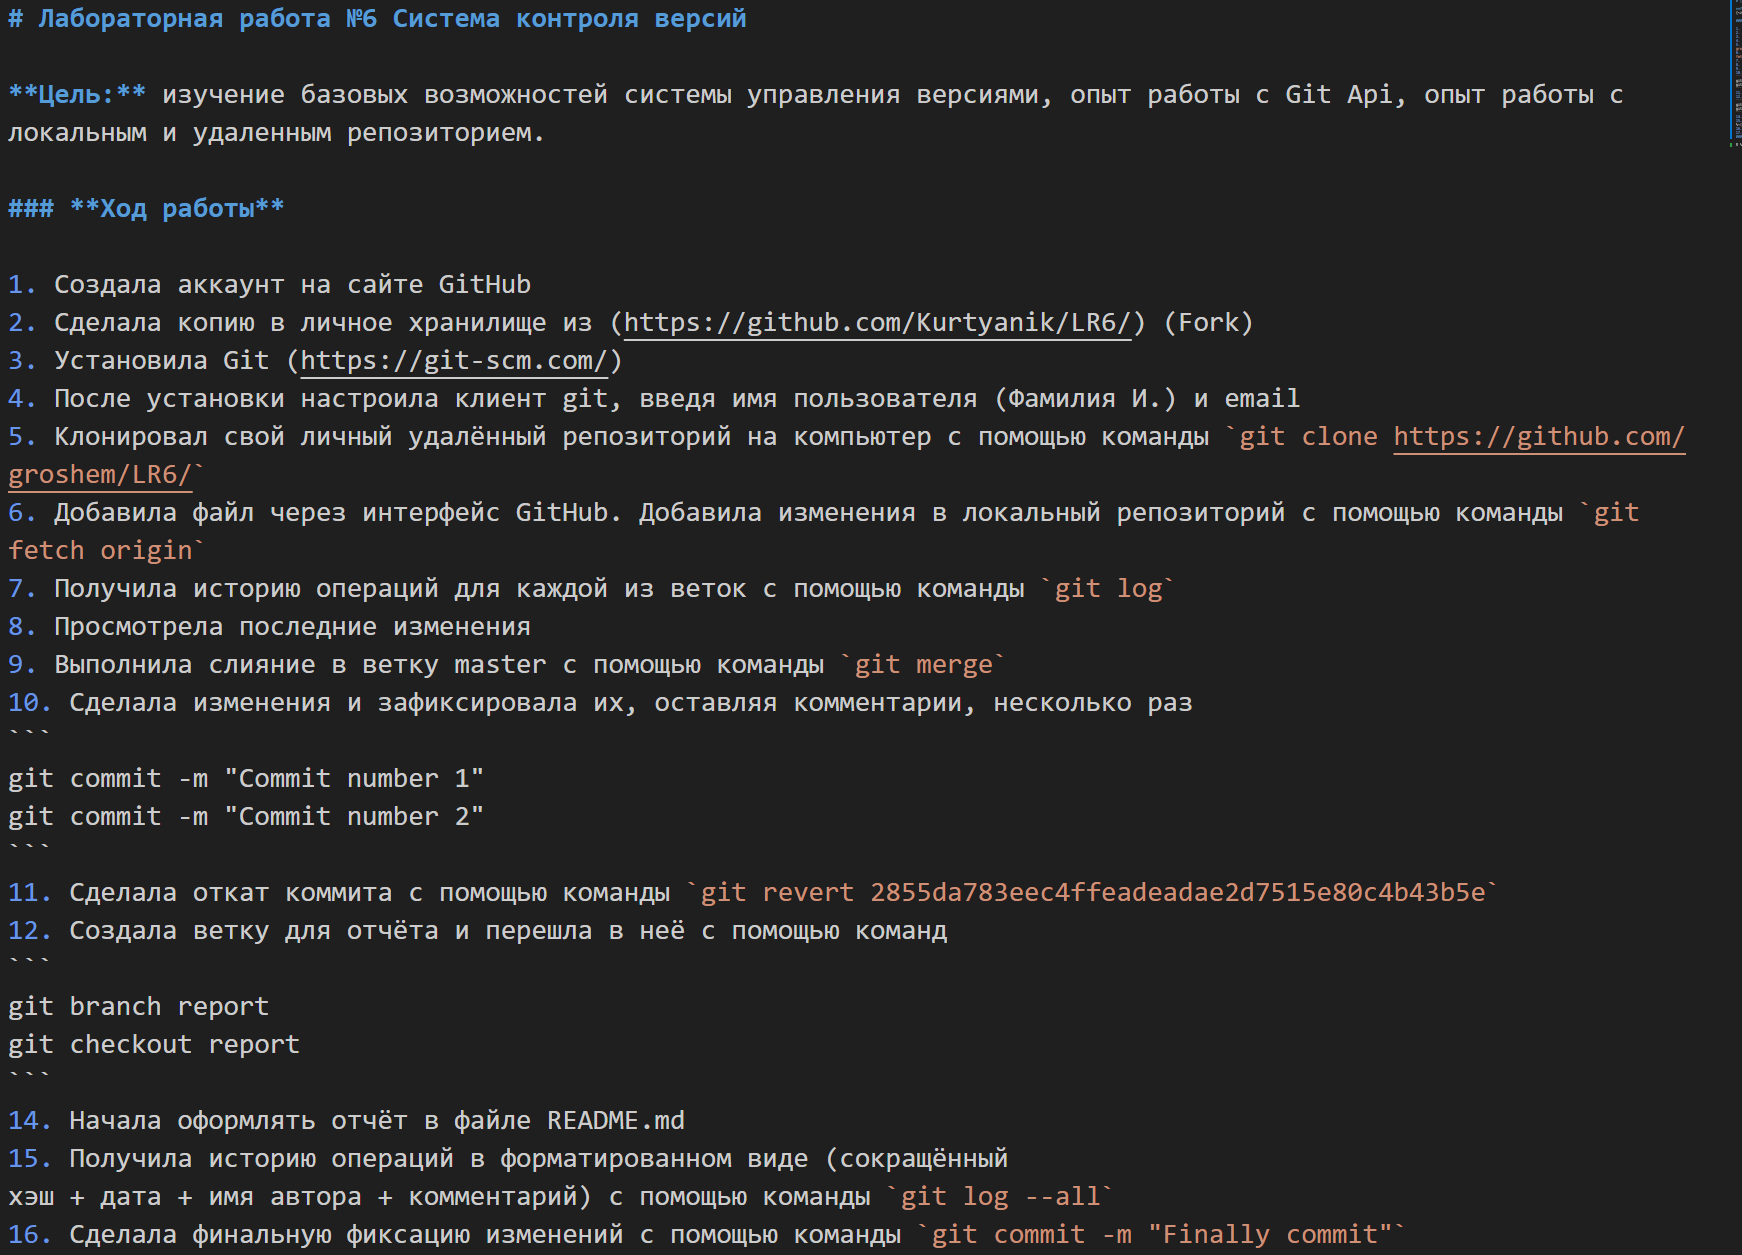 # Лабораторная работа №6 Система контроля версий
**Цель:** изучение базовых возможностей системы управления версиями, опыт работы с Git Api, опыт работы с
локальным и удаленным репозиторием.
### **Ход работы**
1. Создала аккаунт на сайте GitHub
2. Сделала копию в личное хранилище из (https://github.com/Kurtyanik/LR6/) (Fork)
3. Установила Git (https://git-scm.com/)
4. После установки настроила клиент git, введя имя пользователя (Фамилия И.) и email
5. Клонировал свой личный удалённый репозиторий на компьютер с помощью команды `git clone https://github.com/
groshem/LR6/`
6. Добавила файл через интерфейс GitHub. Добавила изменения в локальный репозиторий с помощью команды `git
fetch origin`
7. Получила историю операций для каждой из веток с помощью команды `git log`
8. Просмотрела последние изменения
9. Выполнила слияние в ветку master с помощью команды `git merge`
10. Сделала изменения и зафиксировала их, оставляя комментарии, несколько раз
```
git commit -m "Commit number 1"
git commit -m "Commit number 2"
```
11. Сделала откат коммита с помощью команды `git revert 2855da783eec4ffeadeadae2d7515e80c4b43b5e`
12. Создала ветку для отчёта и перешла в неё с помощью команд
```
git branch report
git checkout report
```
14. Начала оформлять отчёт в файле README.md
15. Получила историю операций в форматированном виде (сокращённый
хэш + дата + имя автора + комментарий) с помощью команды `git log --all`
16. Сделала финальную фиксацию изменений с помощью команды `git commit -m "Finally commit"`